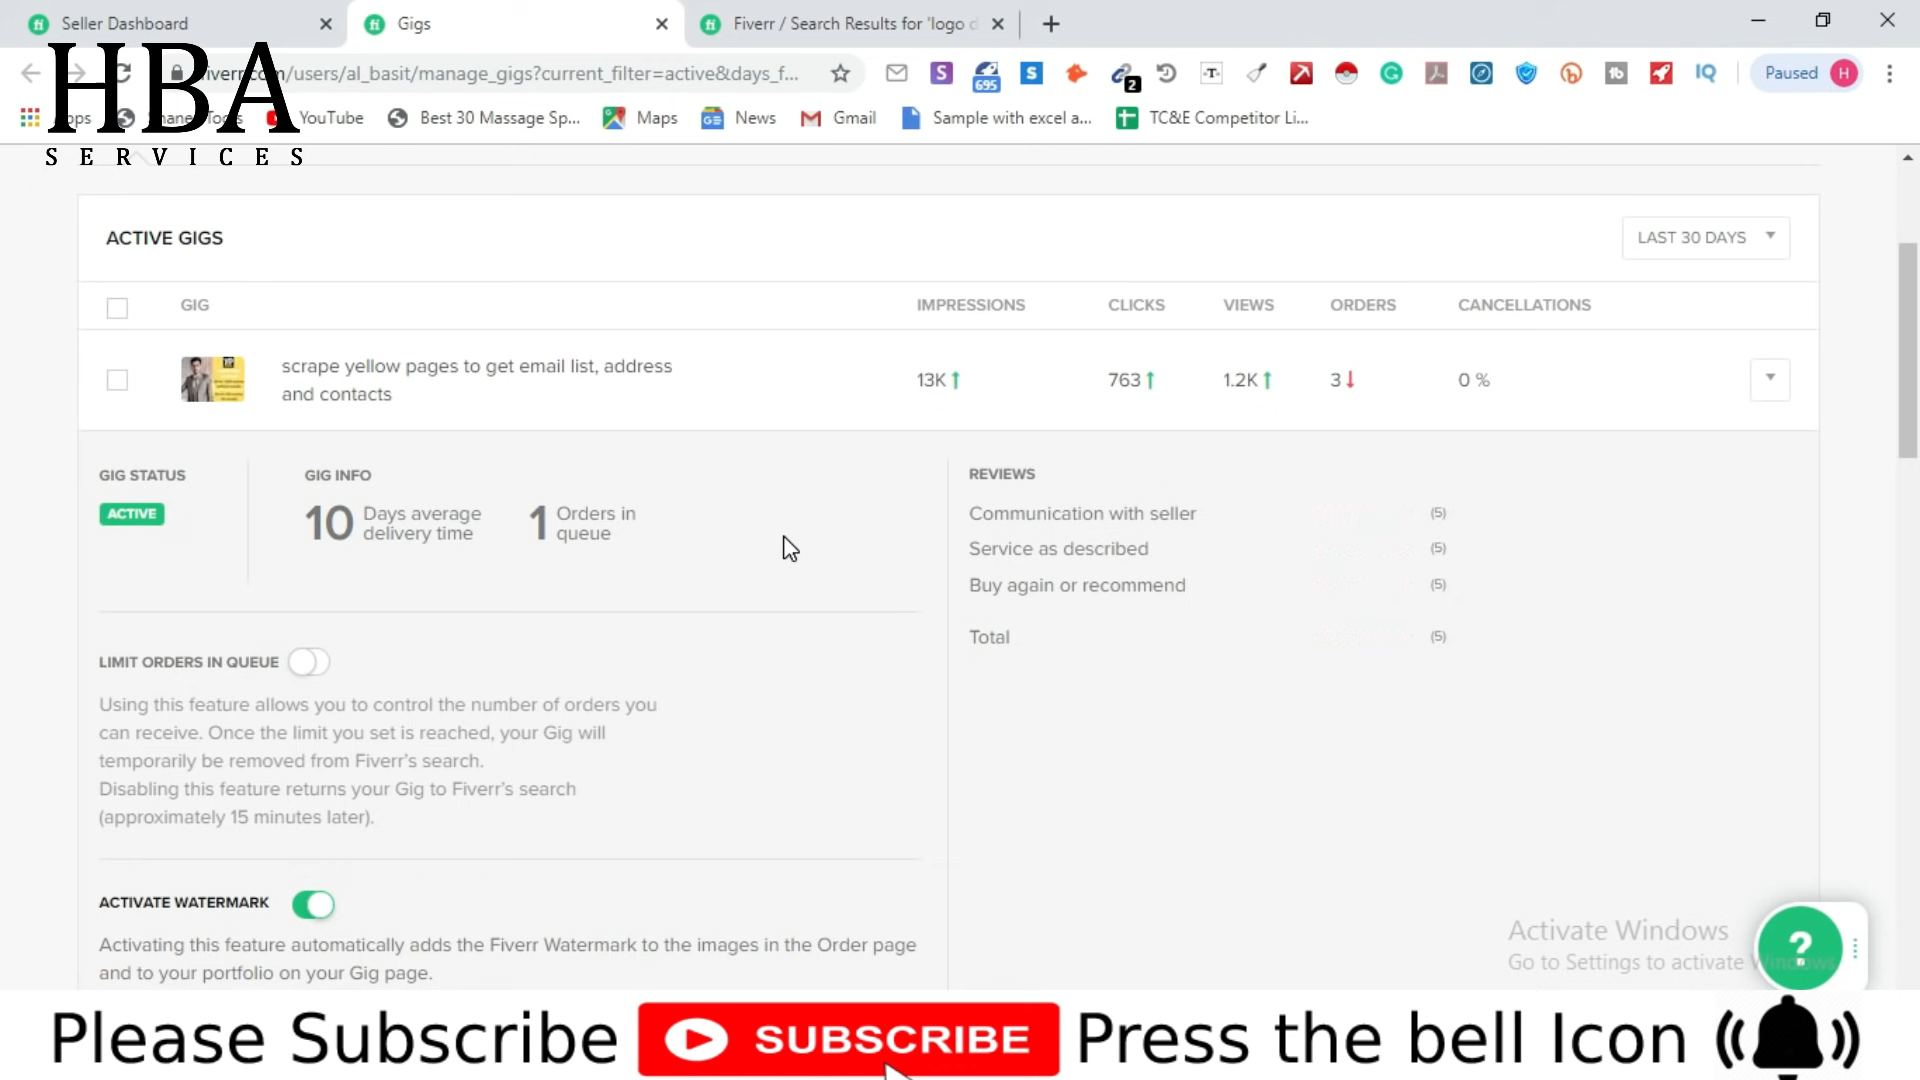 Seller Dashboard
Gigs
Fiverr / Search Results for 'logo d
HBA
SERVICES
/users/al_basit/manage_gigs?current_filter=active&days_f...
695
2
Paused
H
YouTube
Best 30 Massage Sp...
Maps
News
Gmail
Sample with excel a...
TC&E Competitor Li...
ACTIVE GIGS
LAST 30 DAYS
GIG
IMPRESSIONS
CLICKS
VIEWS
ORDERS
CANCELLATIONS
scrape yellow pages to get email list, address
and contacts
13K
763
1.2K
3
0 %
GIG STATUS
ACTIVE
GIG INFO
10 Days average
delivery time
1 Orders in
queue
REVIEWS
Communication with seller (5)
Service as described (5)
Buy again or recommend (5)
Total (5)
LIMIT ORDERS IN QUEUE
Using this feature allows you to control the number of orders you
can receive. Once the limit you set is reached, your Gig will
temporarily be removed from Fiverr's search.
Disabling this feature returns your Gig to Fiverr's search
(approximately 15 minutes later).
ACTIVATE WATERMARK
Activating this feature automatically adds the Fiverr Watermark to the images in the Order page
and to your portfolio on your Gig page.
Activate Windows
Go to Settings to activate Windows.
?
Please Subscribe
SUBSCRIBE
Press the bell Icon